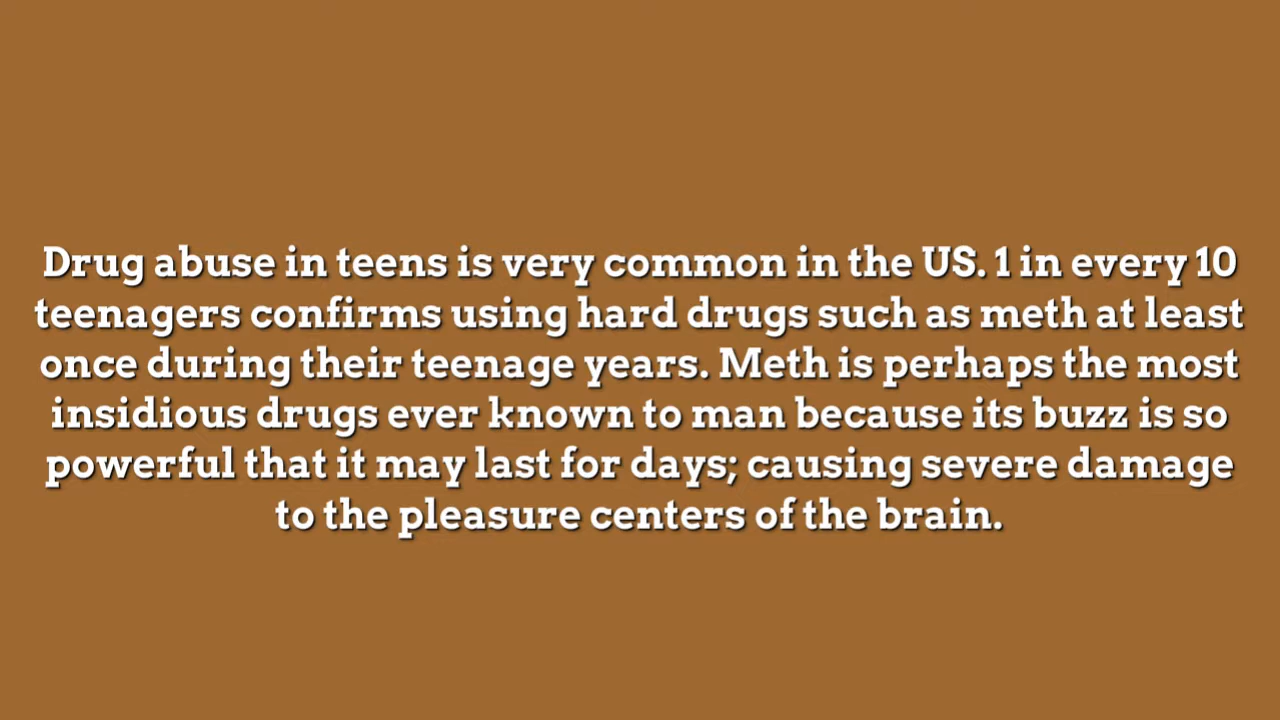 Drug abuse in teens is very common in the US. 1 in every 10
teenagers confirms using hard drugs such as meth at least
once during their teenage years. Meth is perhaps the most
insidious drugs ever known to man because its buzz is so
powerful that it may last for days; causing severe damage
to the pleasure centers of the brain.